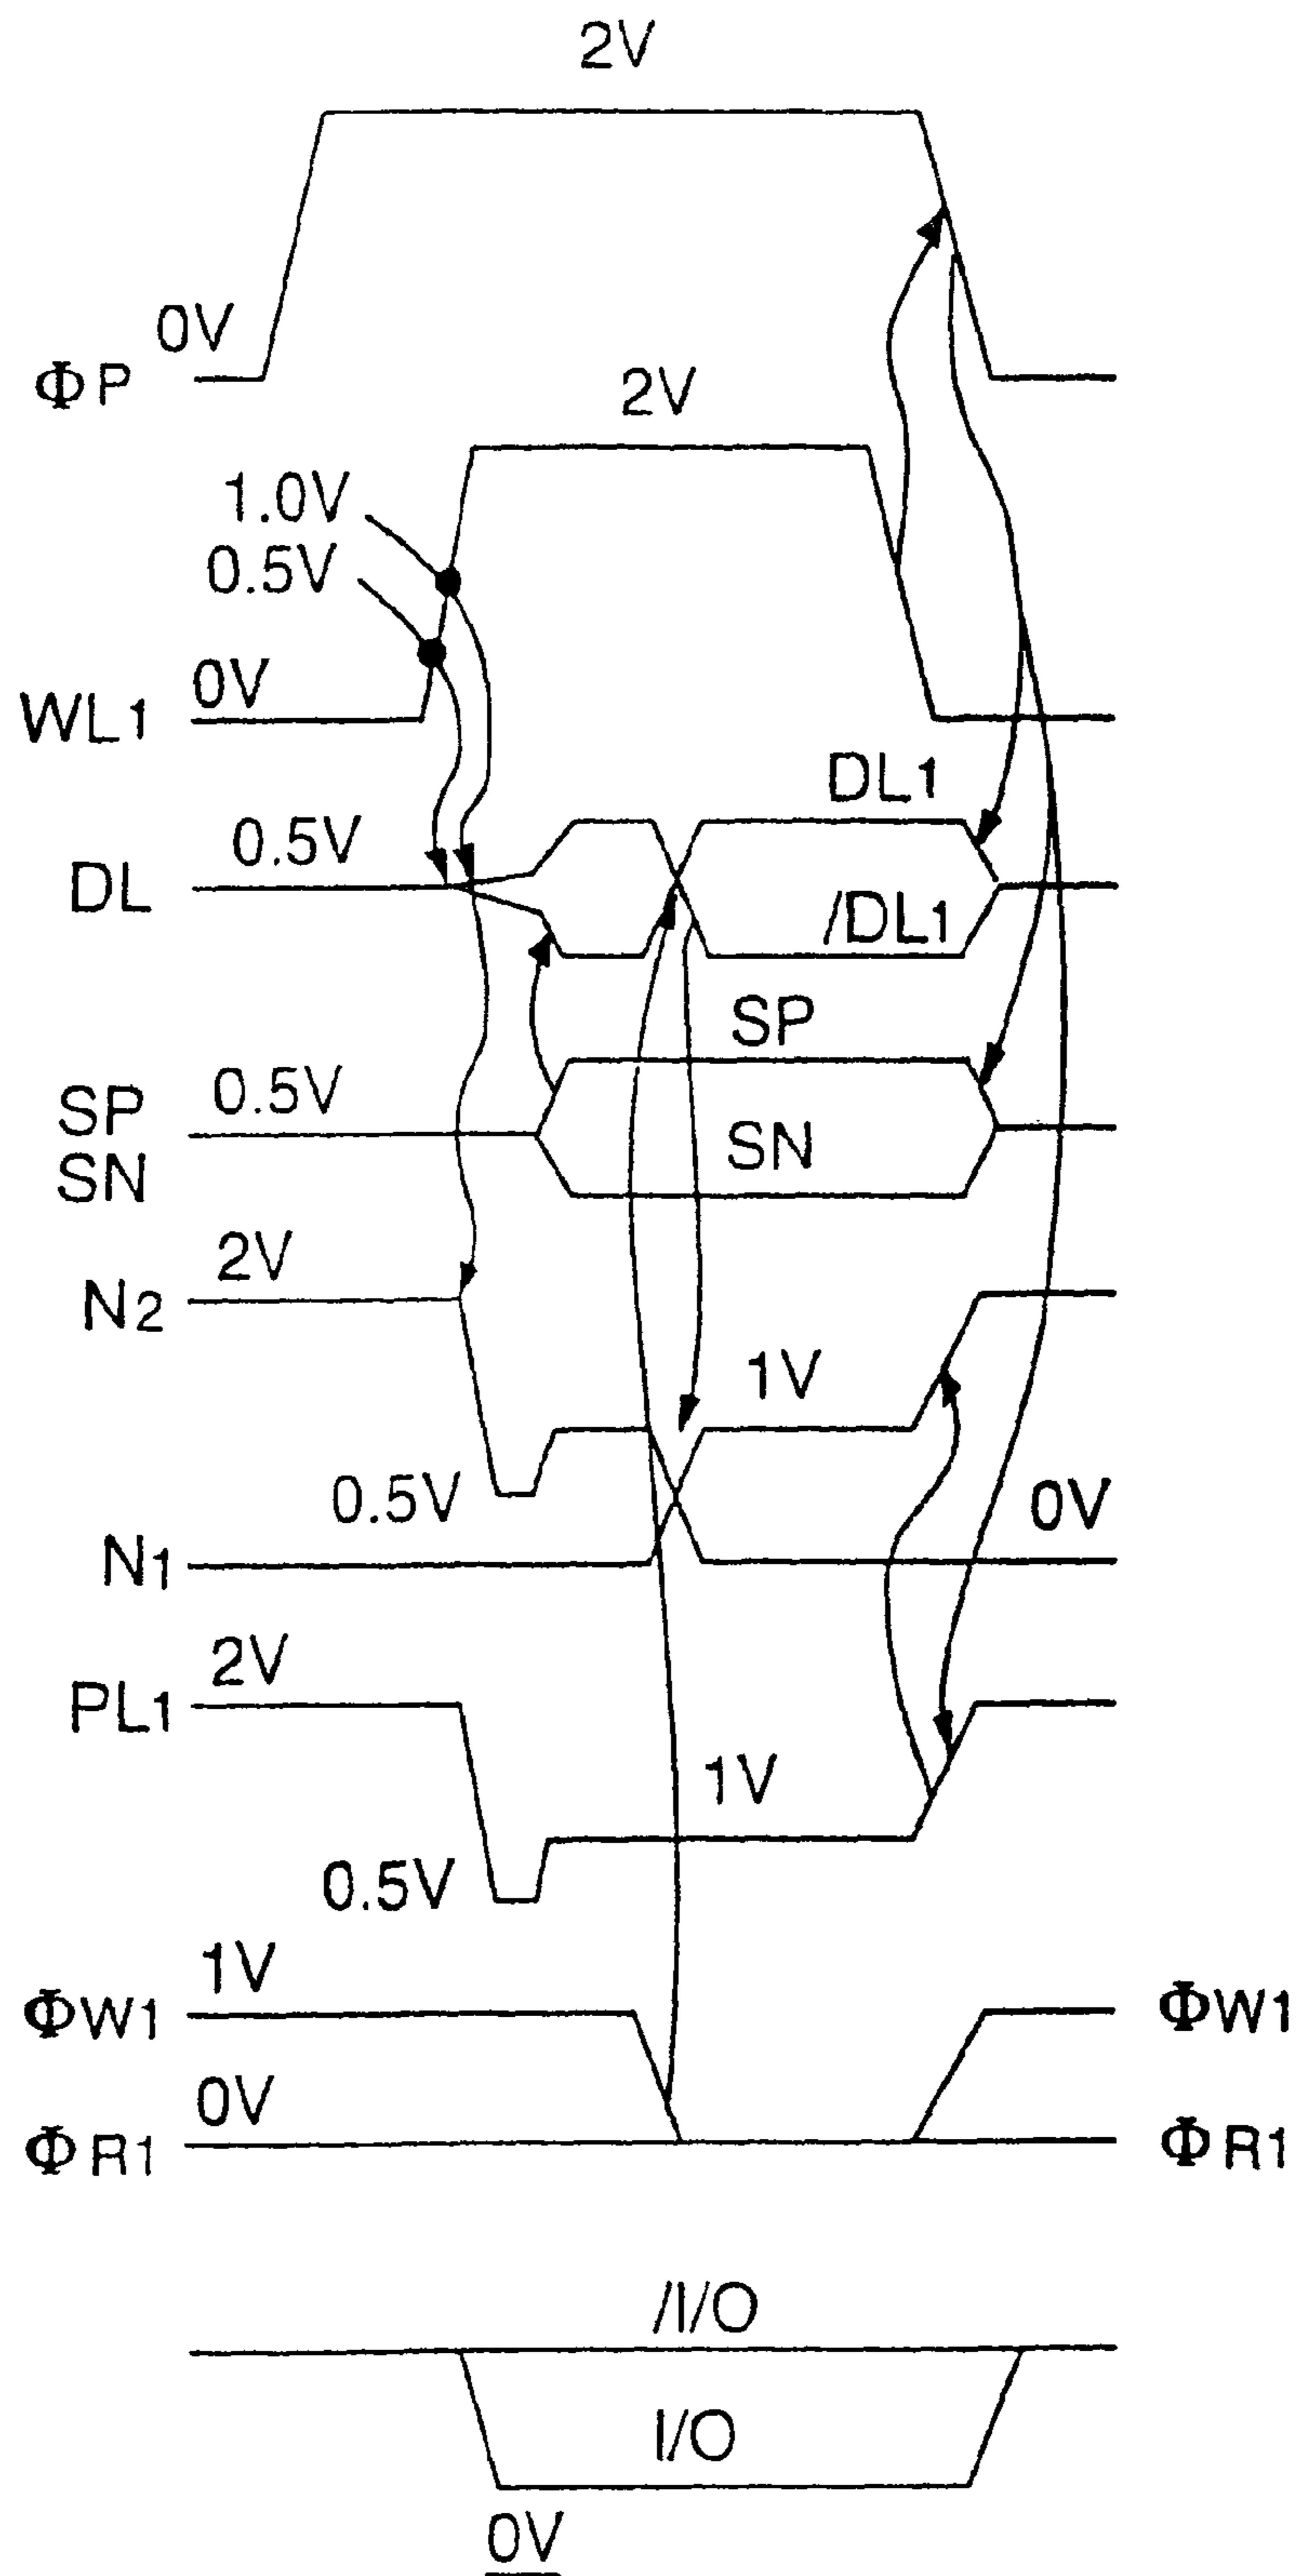 2V
0V
ΦP
2V
1.0V
0.5V
0V
WL1
DL1
0.5V
DL
/DL1
SP
0.5V
SP
SN
SN
2V
N2
1V
0.5V
0V
N1
2V
PL1
1V
0.5V
1V
ΦW1
ΦW1
0V
ΦR1
ΦR1
/I/O
I/O
0V